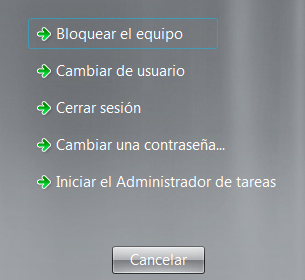 Bloquear el equipo
Cambiar de usuario
Cerrar sesión
Cambiar una contraseña...
Iniciar el Administrador de tareas
Cancelar